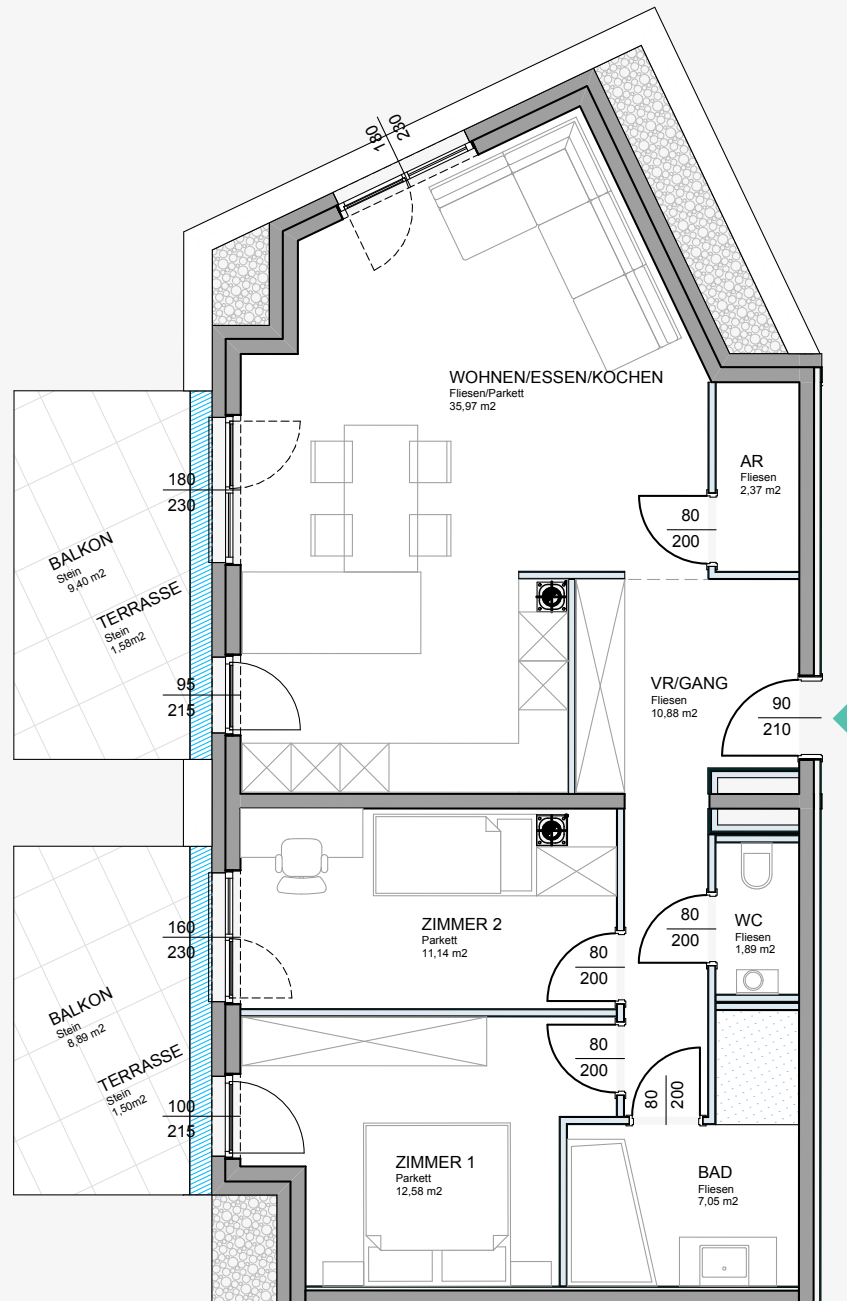 180
230
WOHNEN/ESSEN/KOCHEN
Fliesen/Parkett
35,97 m2
AR
Fliesen
2,37 m2
180
230
80
200
BALKON
Stein
9,40 m2
TERRASSE
Stein
1,58m2
95
215
VR/GANG
Fliesen
10,88 m2
90
210
ZIMMER 2
Parkett
11,14 m2
80
200
WC
Fliesen
1,89 m2
160
230
80
200
BALKON
Stein
8,89 m2
TERRASSE
Stein
1,50m2
80
200
100
215
80
200
ZIMMER 1
Parkett
12,58 m2
BAD
Fliesen
7,05 m2